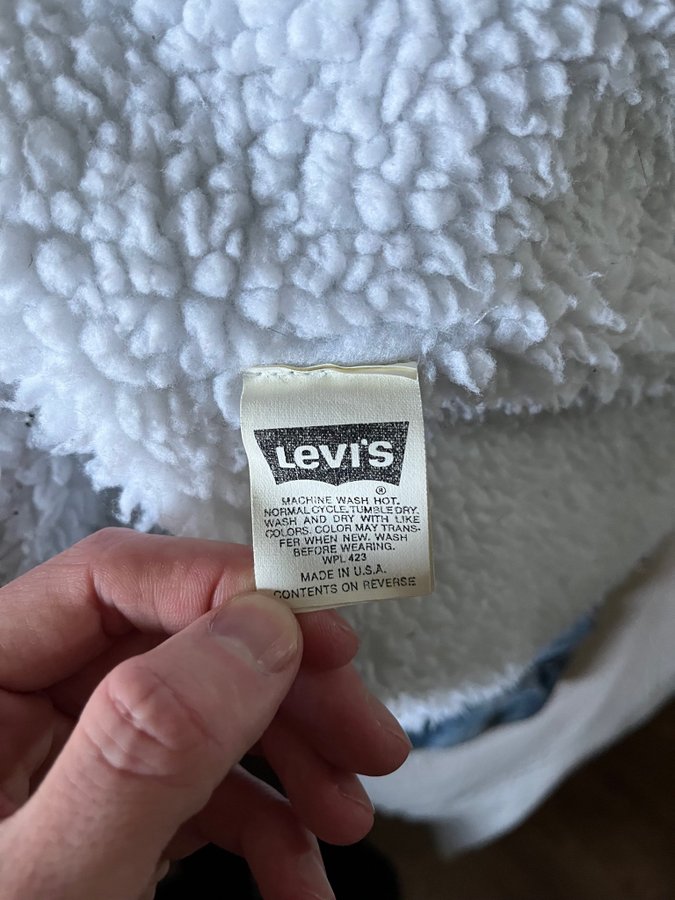 Levi's
®
MACHINE WASH HOT.
NORMAL CYCLE. TUMBLE DRY.
WASH AND DRY WITH LIKE
COLORS. COLOR MAY TRANS-
FER WHEN NEW. WASH
BEFORE WEARING.
WPL 423
MADE IN U.S.A.
CONTENTS ON REVERSE